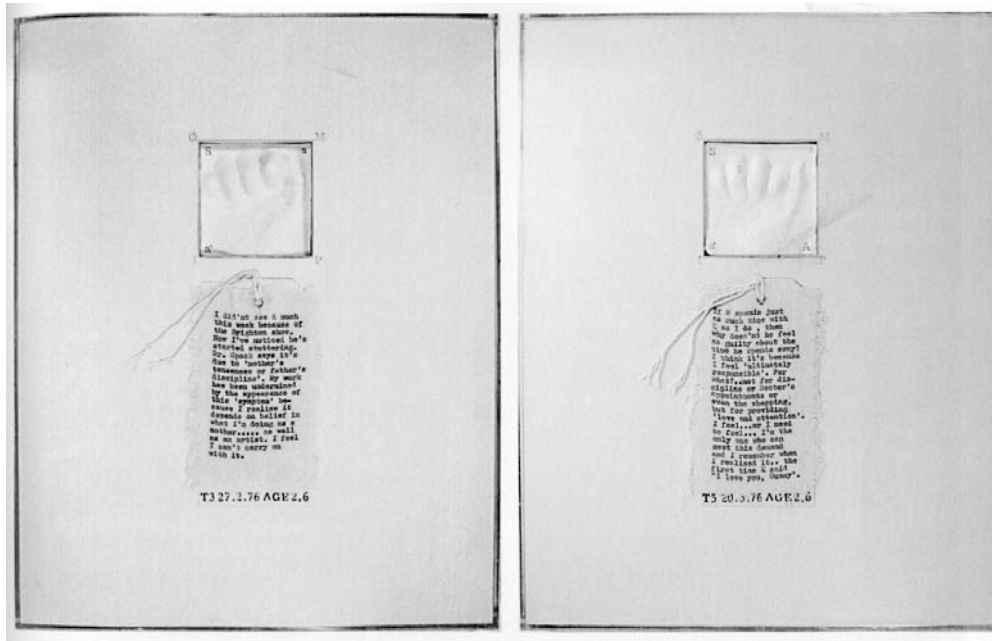 M
S
a
I did'nt see K much
this week because of
the Brighton show.
Now I've noticed he's
started stuttering.
Dr. Spock says it's
due to 'mother's
tenseness or father's
discipline'. My work
has been undermined
by the appearance of
this 'symptom' be-
cause I realise it
depends on belief in
what I'm doing as a
mother..... as well
as an artist. I feel
I can't carry on
with it.
T3 27.2.76 AGE 2,6
M
S
A
If R spends just
as much time with
K as I do , then
why does'nt he feel
so guilty about the
time he spends away?
I think it's because
I feel 'ultimately
responsible'. For
what?..not for dis-
cipline or Doctor's
appointments or
even the shopping,
but for providing
'love and attention'.
I feel...or I need
to feel... I'm the
only one who can
meet this demand
and I remember when
I realised it.. the
first time K said
'I love you, Mummy'.
T5 20.3.76 AGE 2,6